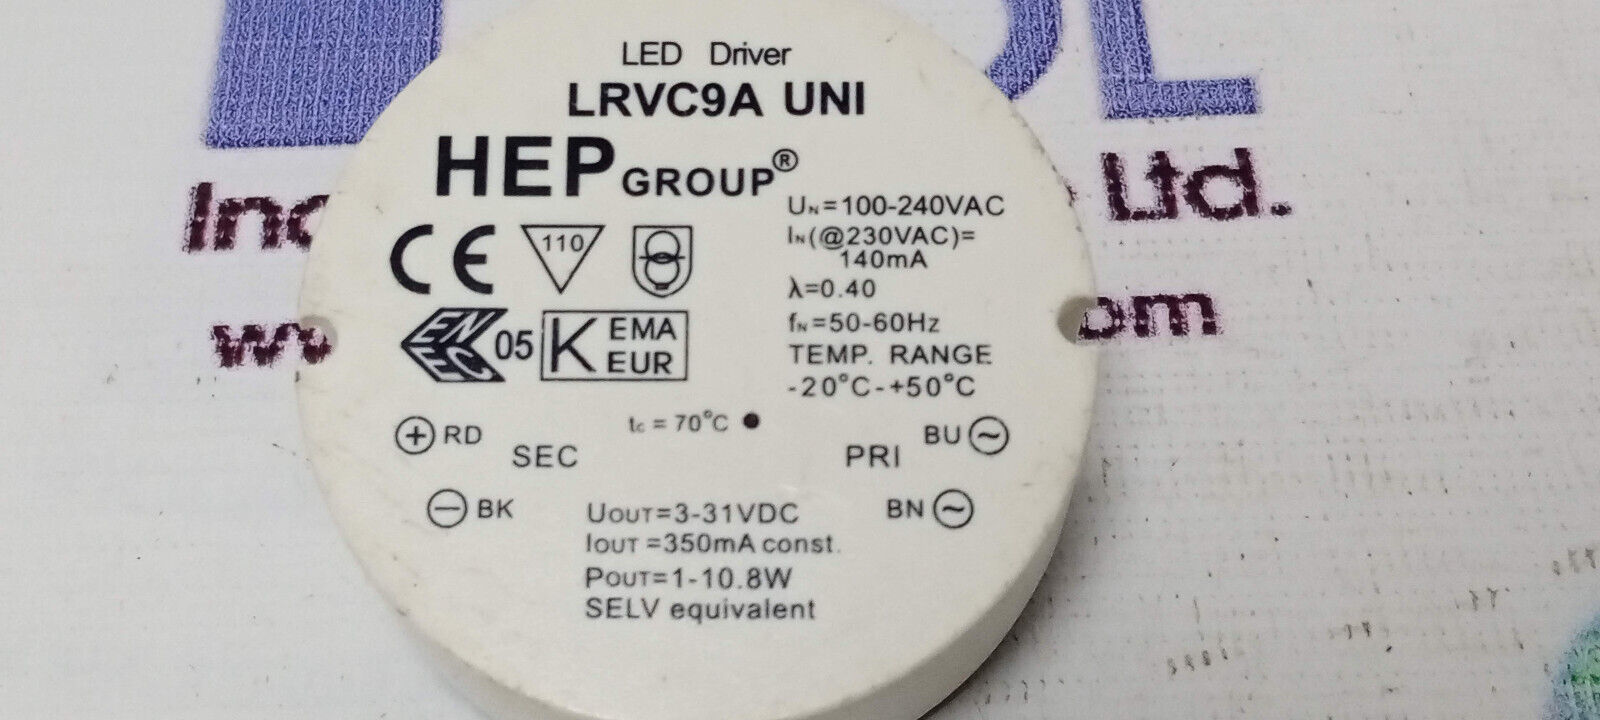 LED Driver
LRVC9A UNI
HEP GROUP®
UN=100-240VAC
IN(@230VAC)=
140mA
λ=0.40
fN=50-60Hz
TEMP. RANGE
-20°C-+50°C
CE 110
EN EC 05 K EMA EUR
tc = 70°C
+ RD
SEC
- BK
PRI
BU ~
BN ~
UOUT=3-31VDC
IOUT =350mA const.
POUT=1-10.8W
SELV equivalent
Ltd.